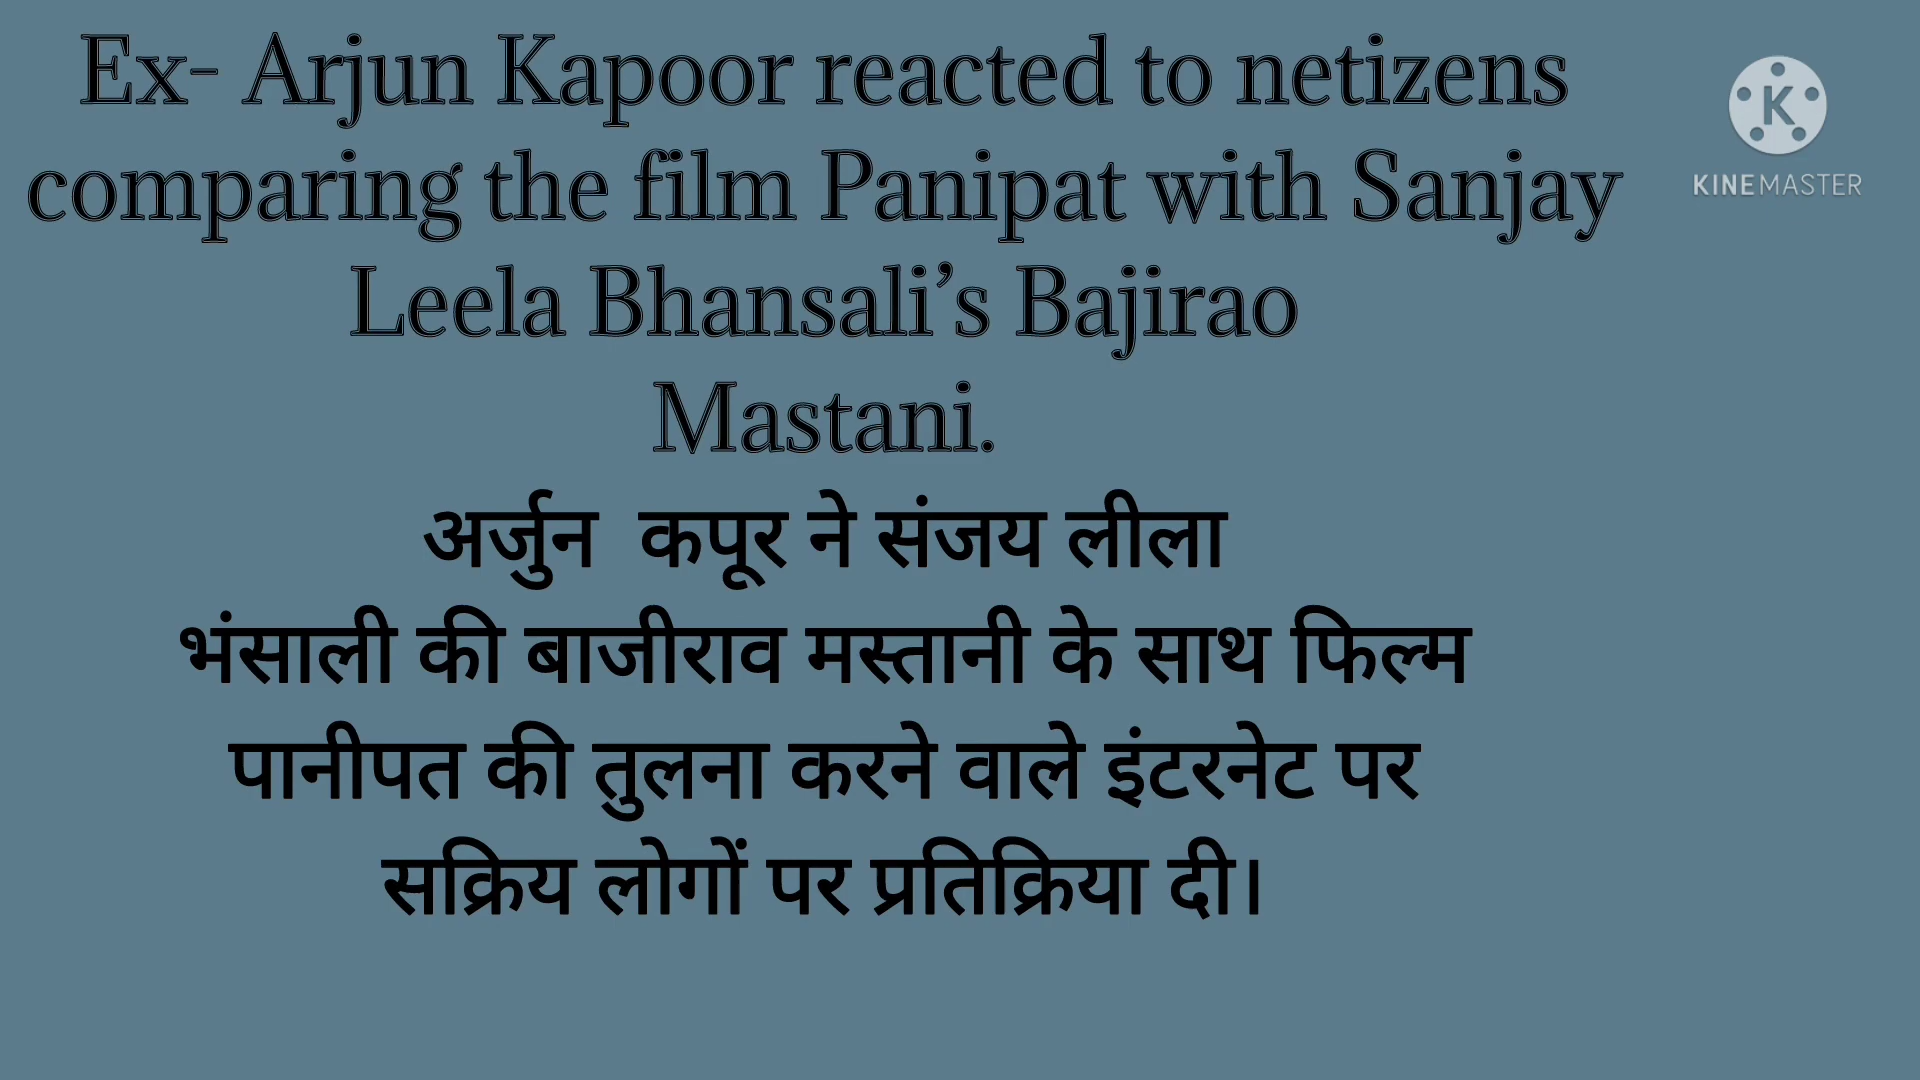 Ex- Arjun Kapoor reacted to netizens
comparing the film Panipat with Sanjay
Leela Bhansali’s Bajirao
Mastani.
अर्जुन  कपूर ने संजय लीला
भंसाली की बाजीराव मस्तानी के साथ फिल्म
पानीपत की तुलना करने वाले इंटरनेट पर
सक्रिय लोगों पर प्रतिक्रिया दी।
K
KINEMASTER